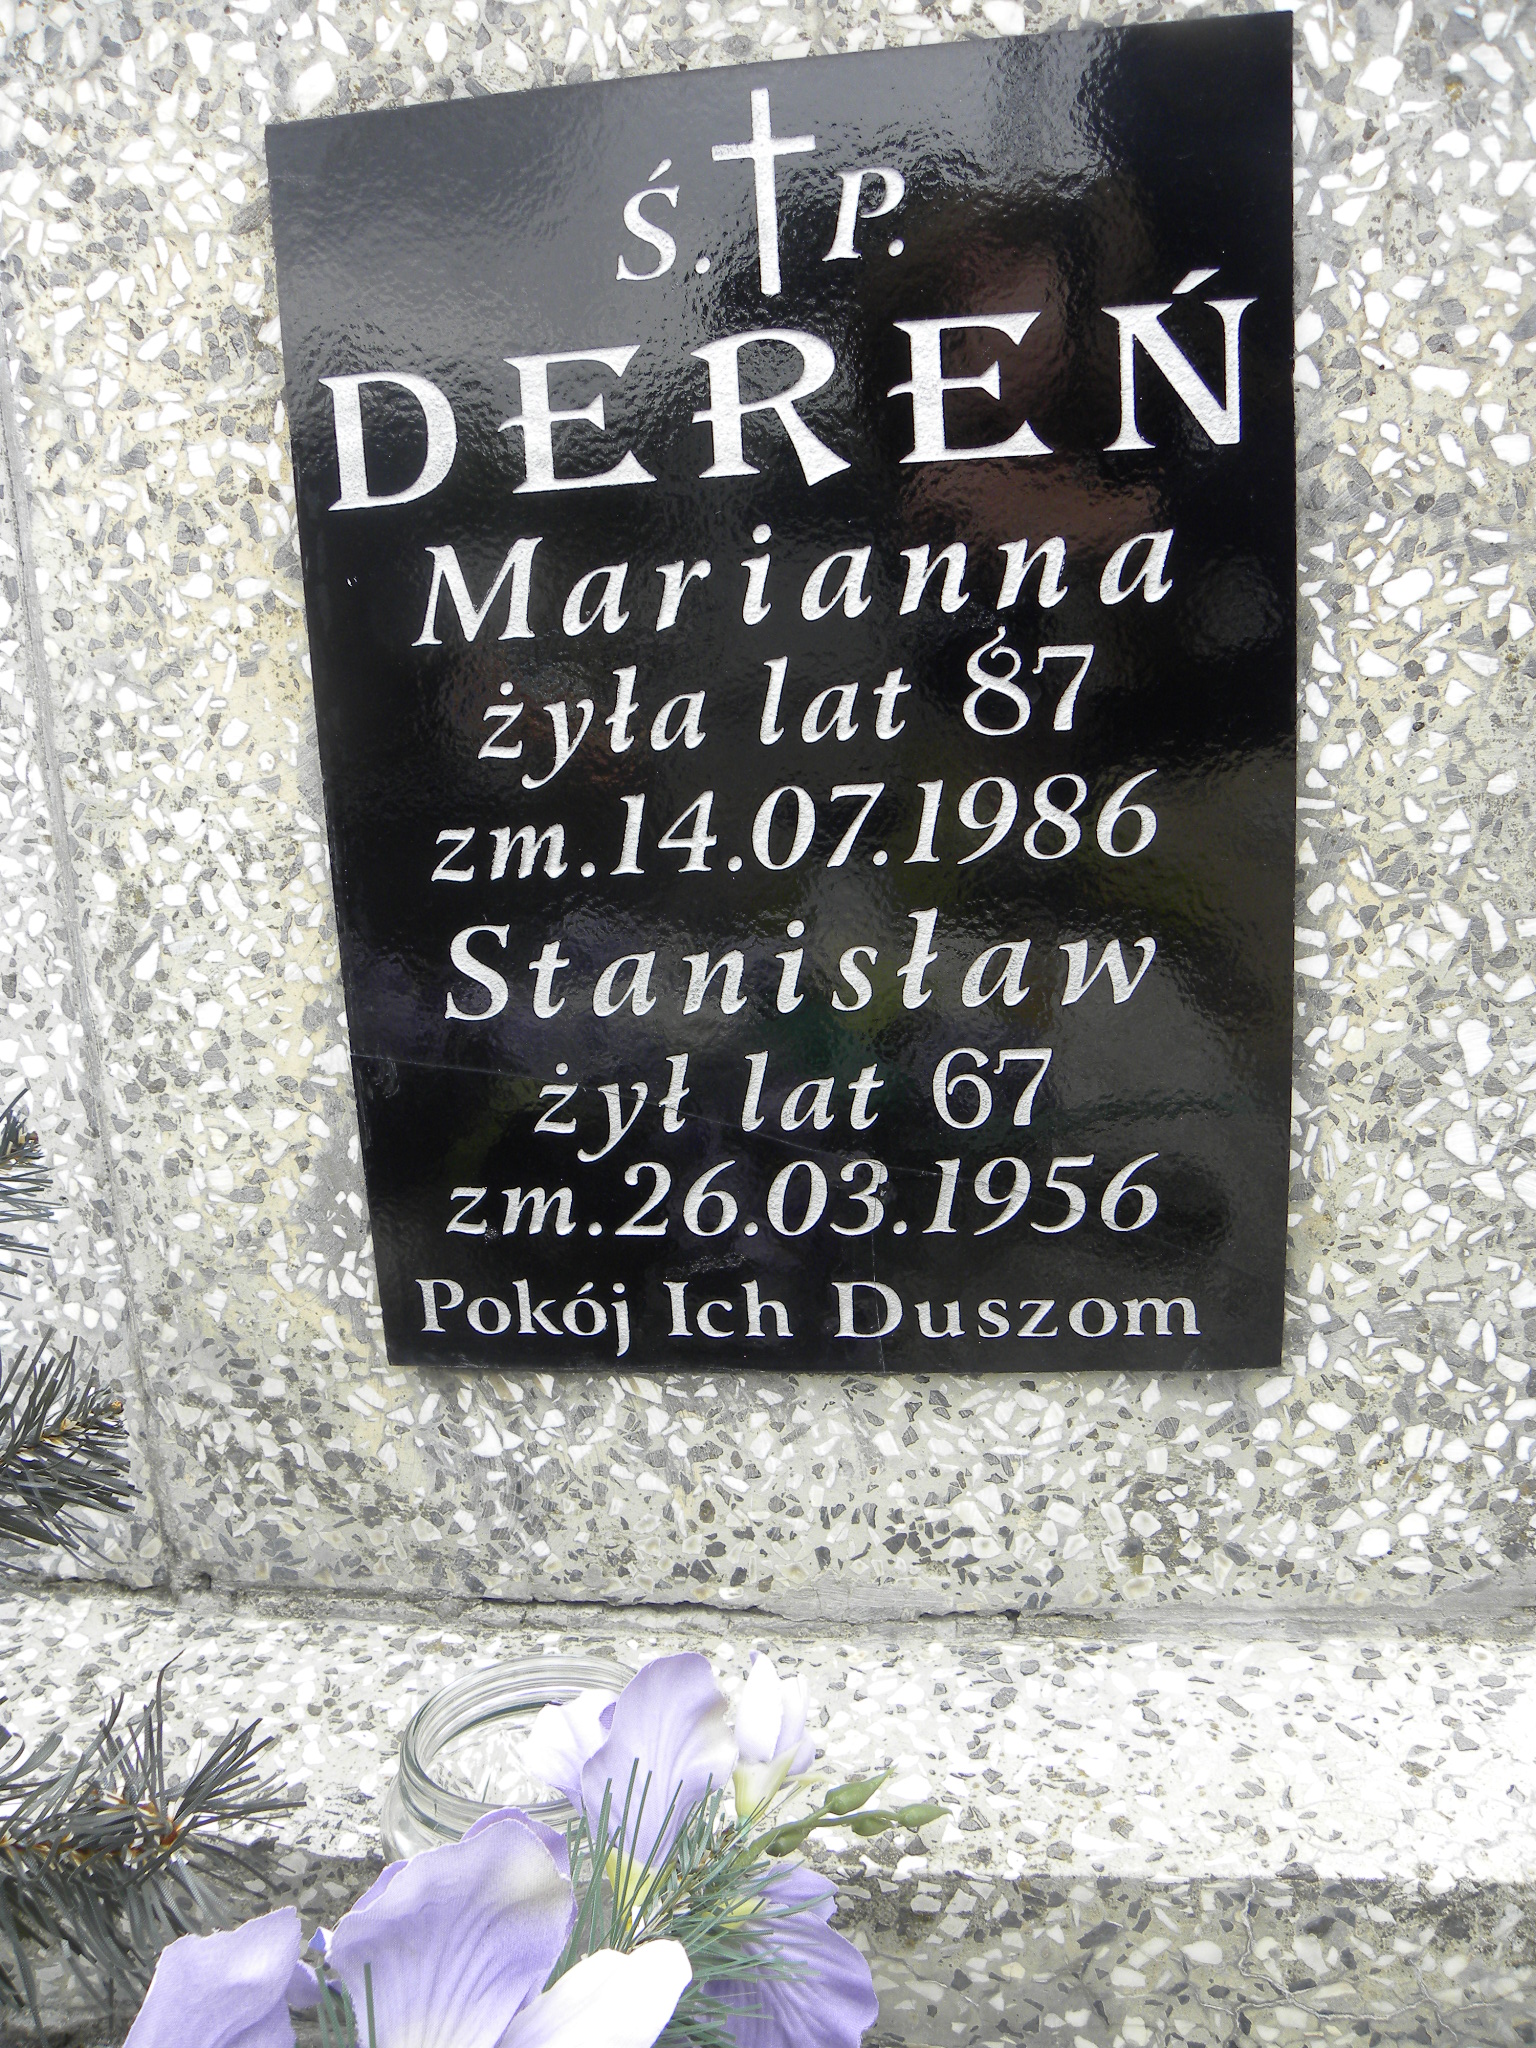 Ś.P.
DEREŃ
Marianna
żyła lat 87
zm.14.07.1986
Stanisław
żył lat 67
zm.26.03.1956
Pokój Ich Duszom